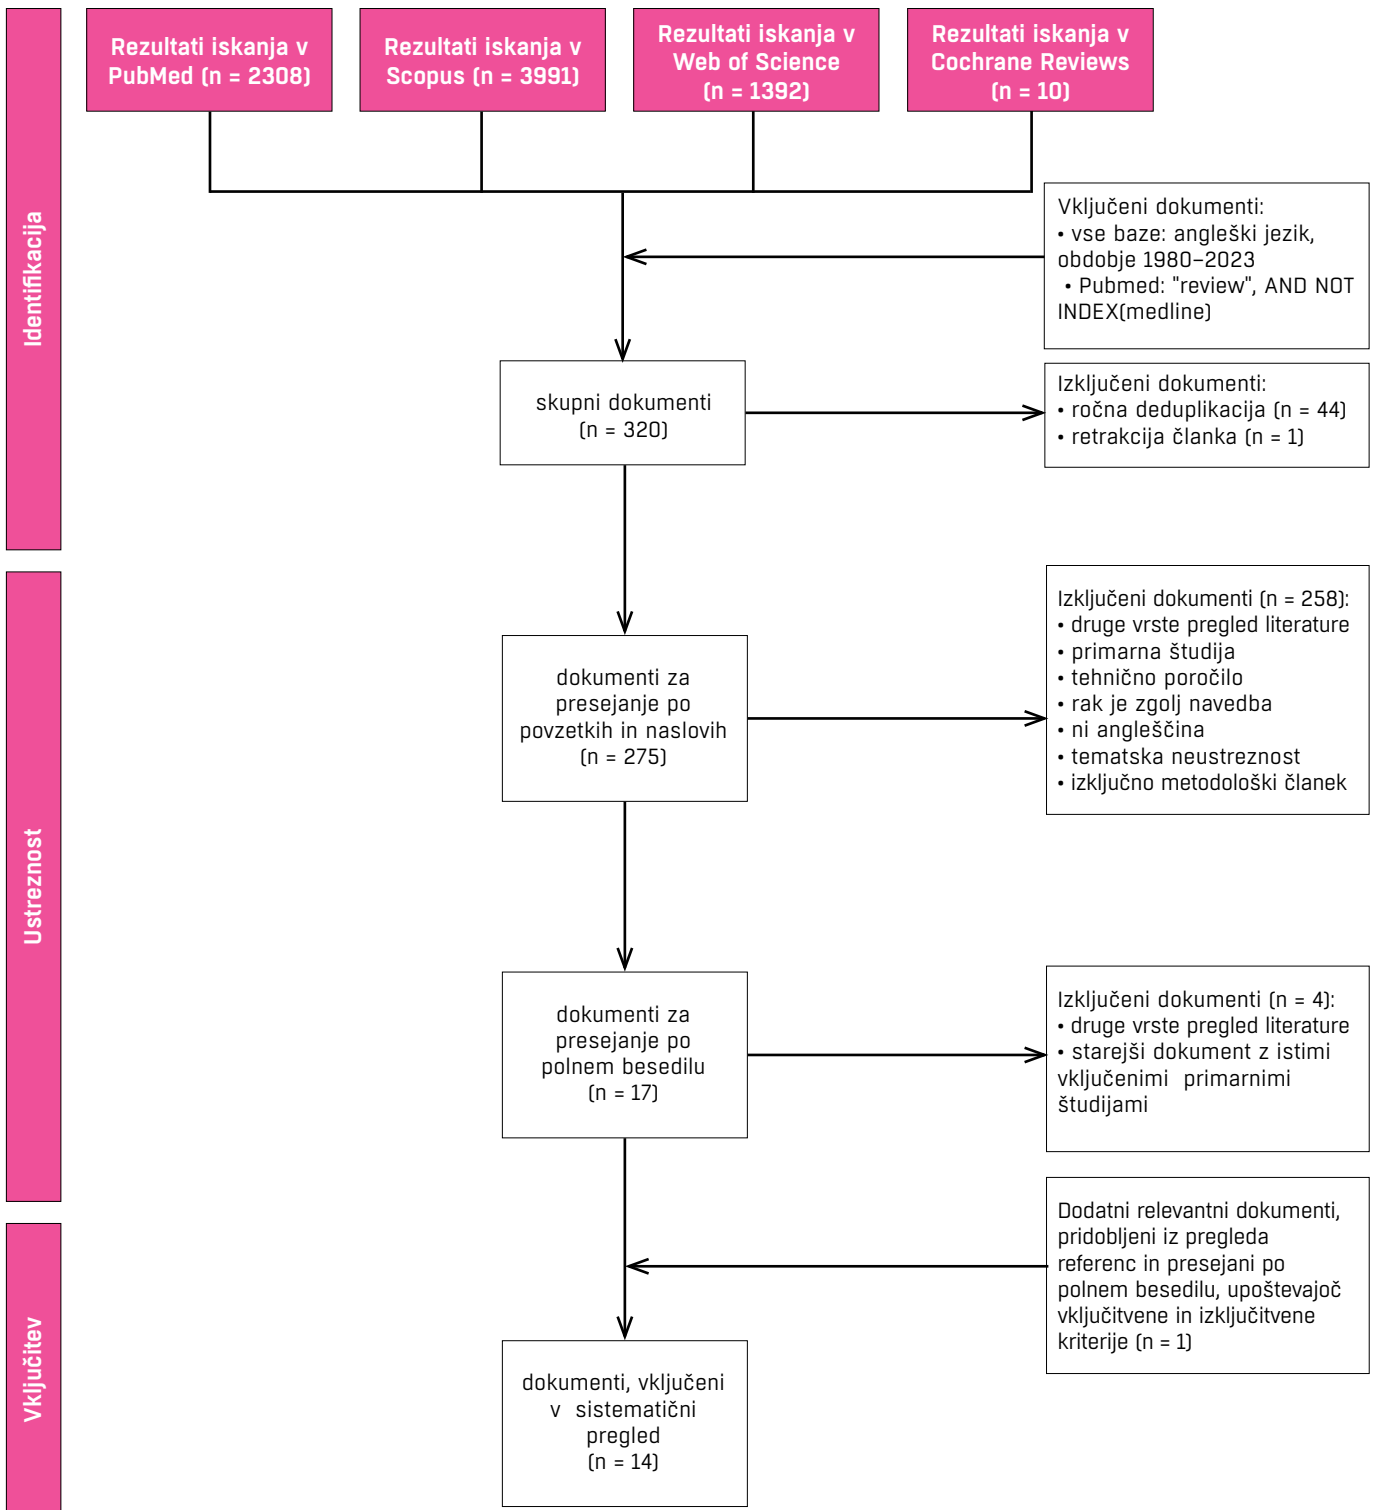 Identifikacija
Rezultati iskanja v
PubMed (n = 2308)
Rezultati iskanja v
Scopus (n = 3991)
Rezultati iskanja v
Web of Science
(n = 1392)
Rezultati iskanja v
Cochrane Reviews
(n = 10)
Vključeni dokumenti:
• vse baze: angleški jezik,
obdobje 1980–2023
• Pubmed: "review", AND NOT
INDEX(medline)
skupni dokumenti
(n = 320)
Izključeni dokumenti:
• ročna deduplikacija (n = 44)
• retrakcija članka (n = 1)
Ustreznost
dokumenti za
presejanje po
povzetkih in naslovih
(n = 275)
Izključeni dokumenti (n = 258):
• druge vrste pregled literature
• primarna študija
• tehnično poročilo
• rak je zgolj navedba
• ni angleščina
• tematska neustreznost
• izključno metodološki članek
dokumenti za
presejanje po
polnem besedilu
(n = 17)
Izključeni dokumenti (n = 4):
• druge vrste pregled literature
• starejši dokument z istimi
vključenimi primarnimi
študijami
Vključitev
Dodatni relevantni dokumenti,
pridobljeni iz pregleda
referenc in presejani po
polnem besedilu, upoštevajoč
vključitvene in izključitvene
kriterije (n = 1)
dokumenti, vključeni
v sistematični
pregled
(n = 14)